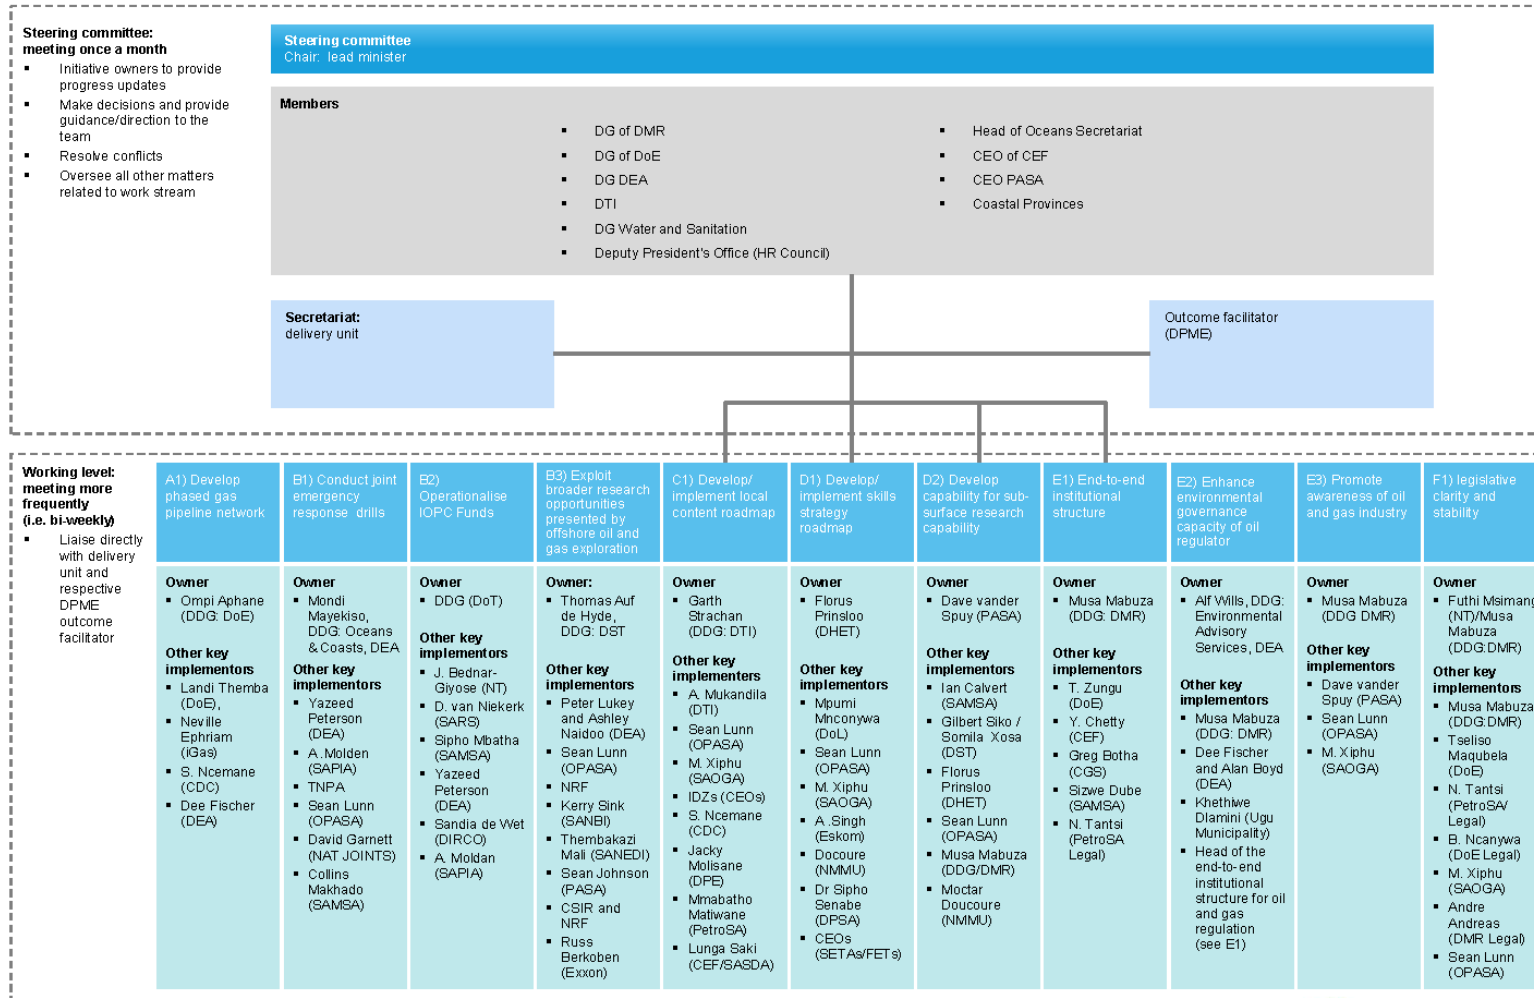 Steering committee:
meeting once a month
▪ Initiative owners to provide
progress updates
▪ Make decisions and provide
guidance/direction to the
team
▪ Resolve conflicts
▪ Oversee all other matters
related to work stream
Steering committee
Chair: lead minister
Members
▪ DG of DMR
▪ DG of DoE
▪ DG DEA
▪ DTI
▪ DG Water and Sanitation
▪ Deputy President's Office (HR Council)
▪ Head of Oceans Secretariat
▪ CEO of CEF
▪ CEO PASA
▪ Coastal Provinces
Secretariat:
delivery unit
Outcome facilitator
(DPME)
Working level:
meeting more
frequently
(i.e. bi-weekly)
▪ Liaise directly
with delivery
unit and
respective
DPME
outcome
facilitator
A1) Develop
phased gas
pipeline network
Owner
▪ Ompi Aphane
(DDG: DoE)
Other key
implementors
▪ Landi Themba
(DoE),
▪ Neville
Ephriam
(iGas)
▪ S. Ncemane
(CDC)
▪ Dee Fischer
(DEA)
B1) Conduct joint
emergency
response drills
Owner
▪ Mondi
Mayekiso,
DDG: Oceans
& Coasts, DEA
Other key
implementors
▪ Yazeed
Peterson
(DEA)
▪ A.Molden
(SAPIA)
▪ TNPA
▪ Sean Lunn
(OPASA)
▪ David Garnett
(NAT JOINTS)
▪ Collins
Makhado
(SAMSA)
B2)
Operationalise
IOPC Funds
Owner
▪ DDG (DoT)
Other key
implementors
▪ J. Bednar-
Giyose (NT)
▪ D. van Niekerk
(SARS)
▪ Sipho Mbatha
(SAMSA)
▪ Yazeed
Peterson
(DEA)
▪ Sandia de Wet
(DIRCO)
▪ A. Moldan
(SAPIA)
B3) Exploit
broader research
opportunities
presented by
offshore oil and
gas exploration
Owner:
▪ Thomas Auf
de Hyde,
DDG: DST
Other key
implementors
▪ Peter Lukey
and Ashley
Naidoo (DEA)
▪ Sean Lunn
(OPASA)
▪ NRF
▪ Kerry Sink
(SANBI)
▪ Thembakazi
Mali (SANEDI)
▪ Sean Johnson
(PASA)
▪ CSIR and
NRF
▪ Russ
Berkoben
(Exxon)
C1) Develop/
implement local
content roadmap
Owner
▪ Garth
Strachan
(DDG: DTI)
Other key
implementors
▪ A. Mukandila
(DTI)
▪ Sean Lunn
(OPASA)
▪ M. Xiphu
(SAOGA)
▪ IDZs (CEOs)
▪ S. Ncemane
(CDC)
▪ Jacky
Molisane
(DPE)
▪ Mmabatho
Matiwane
(PetroSA)
▪ Lunga Saki
(CEF/SASDA)
D1) Develop/
implement skills
strategy
roadmap
Owner
▪ Florus
Prinsloo
(DHET)
Other key
implementors
▪ Mpumi
Mnconywa
(DoL)
▪ Sean Lunn
(OPASA)
▪ M. Xiphu
(SAOGA)
▪ A .Singh
(Eskom)
▪ Docoure
(NMMU)
▪ Dr Sipho
Senabe
(DPSA)
▪ CEOs
(SETAs/FETs)
D2) Develop
capability for sub-
surface research
capability
Owner
▪ Dave vander
Spuy (PASA)
Other key
implementors
▪ Ian Calvert
(SAMSA)
▪ Gilbert Siko /
Somila Xosa
(DST)
▪ Florus
Prinsloo
(DHET)
▪ Sean Lunn
(OPASA)
▪ Musa Mabuza
(DDG/DMR)
▪ Moctar
Doucoure
(NMMU)
E1) End-to-end
institutional
structure
Owner
▪ Musa Mabuza
(DDG: DMR)
Other key
implementors
▪ T. Zungu
(DoE)
▪ Y. Chetty
(CEF)
▪ Greg Botha
(CGS)
▪ Sizwe Dube
(SAMSA)
▪ N. Tantsi
(PetroSA
Legal)
E2) Enhance
environmental
governance
capacity of oil
regulator
Owner
▪ Alf Wills, DDG:
Environmental
Advisory
Services, DEA
Other key
implementors
▪ Musa Mabuza
(DDG: DMR)
▪ Dee Fischer
and Alan Boyd
(DEA)
▪ Khethiwe
Dlamini (Ugu
Municipality)
▪ Head of the
end-to-end
institutional
structure for oil
and gas
regulation
(see E1)
E3) Promote
awareness of oil
and gas industry
Owner
▪ Musa Mabuza
(DDG DMR)
Other key
implementors
▪ Dave vander
Spuy (PASA)
▪ Sean Lunn
(OPASA)
▪ M. Xiphu
(SAOGA)
F1) legislative
clarity and
stability
Owner
▪ Futhi Msimang
(NT)/Musa
Mabuza
(DDG:DMR)
Other key
implementors
▪ Musa Mabuza
(DDG:DMR)
▪ Tseliso
Maqubela
(DoE)
▪ N. Tantsi
(PetroSA/
Legal)
▪ B. Ncanywa
(DoE Legal)
▪ M. Xiphu
(SAOGA)
▪ Andre
Andreas
(DMR Legal)
▪ Sean Lunn
(OPASA)